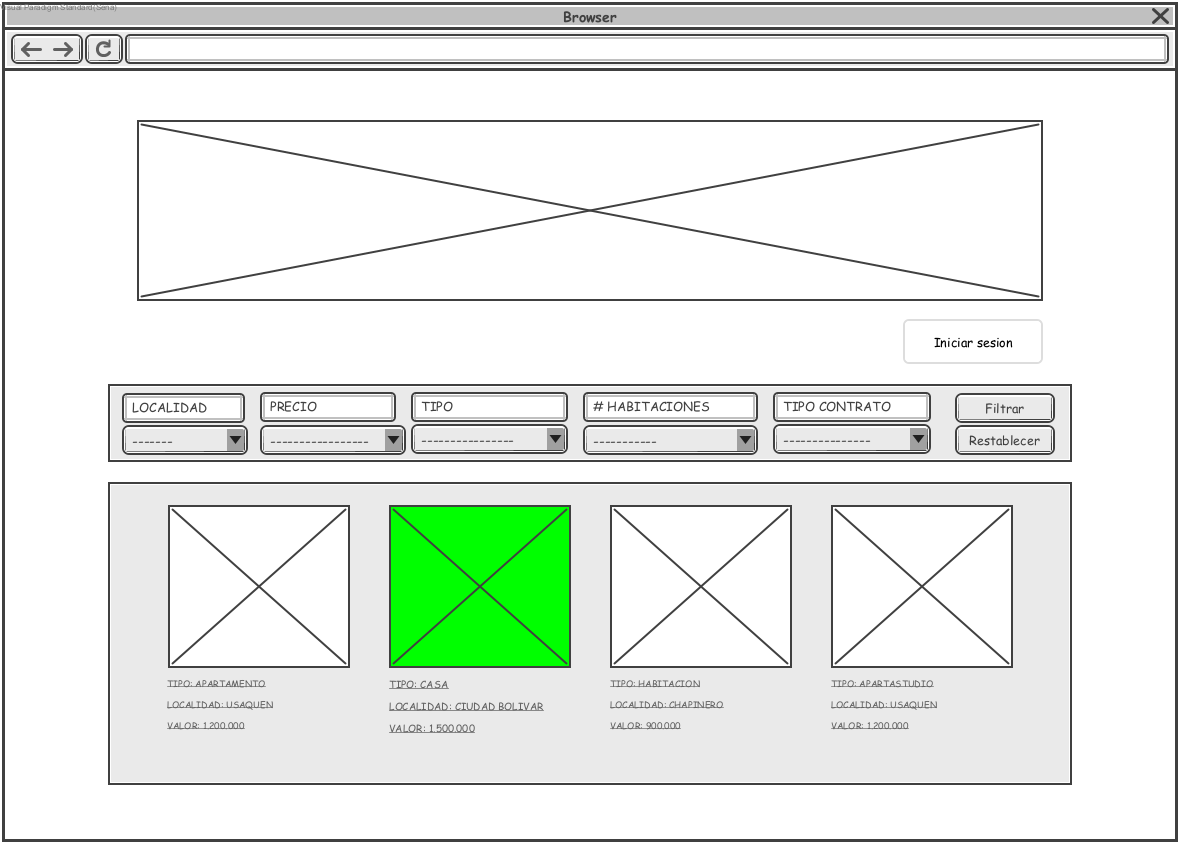 Visual Paradigm Standard(Seria)
Browser
Iniciar sesion
LOCALIDAD PRECIO TIPO # HABITACIONES TIPO CONTRATO Filtrar
------- ----------------- ---------------- ----------- --------------- Restablecer
TIPO: APARTAMENTO TIPO: CASA TIPO: HABITACION TIPO: APARTASTUDIO
LOCALIDAD: USAQUEN LOCALIDAD: CIUDAD BOLIVAR LOCALIDAD: CHAPINERO LOCALIDAD: USAQUEN
VALOR: 1.200.000 VALOR: 1.500.000 VALOR: 900.000 VALOR: 1.200.000